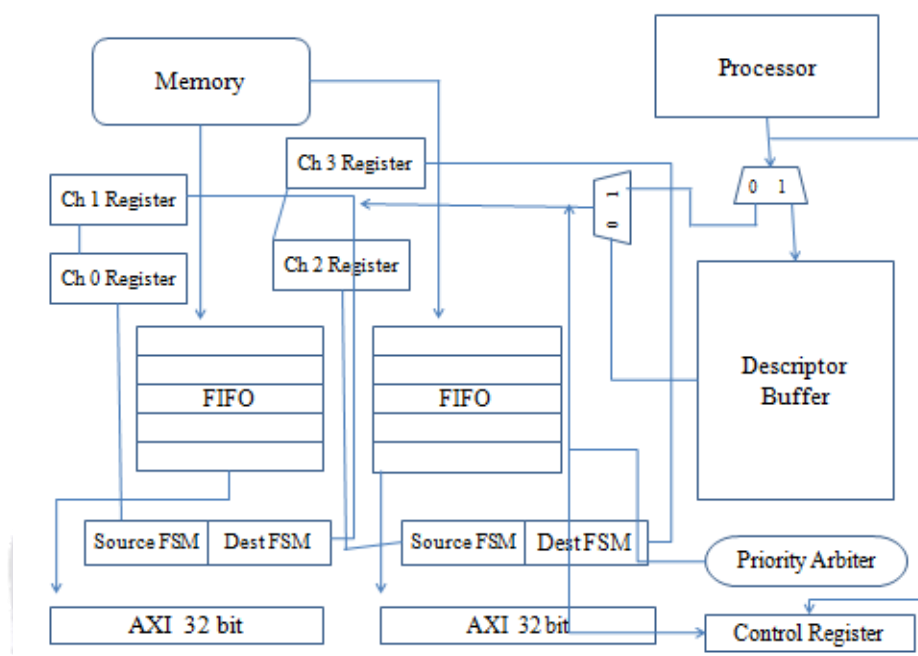 Memory
Processor
Ch 3 Register
Ch 1 Register
0 1
0 1
Ch 2 Register
Ch 0 Register
Descriptor
Buffer
FIFO
FIFO
Source FSM
Dest FSM
Source FSM
Dest FSM
Priority Arbiter
AXI 32 bit
AXI 32 bit
Control Register